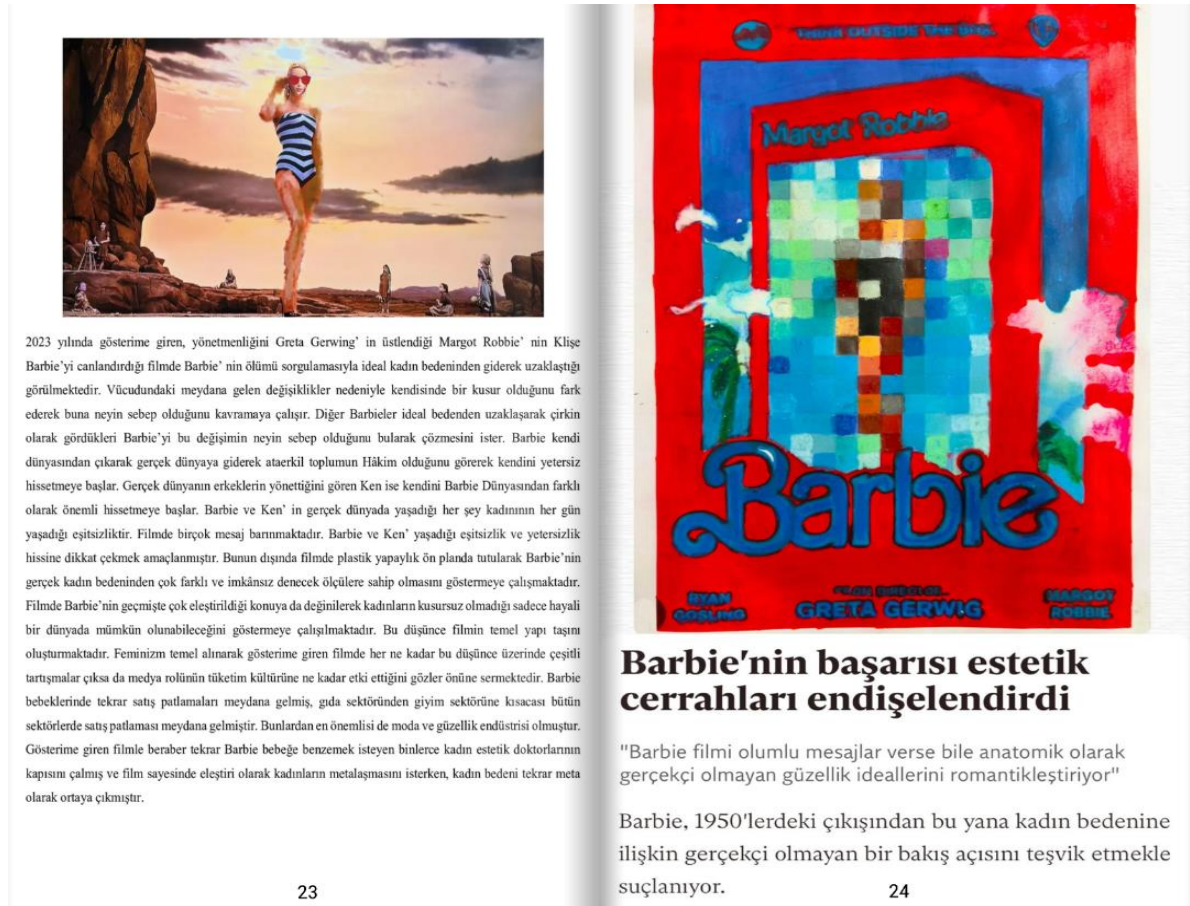 2023 yılında gösterime giren, yönetmenliğini Greta Gerwing’ in üstlendiği Margot Robbie’ nin Klişe
Barbie’yi canlandırdığı filmde Barbie’ nin ölümü sorgulamasıyla ideal kadın bedeninden giderek uzaklaştığı
görülmektedir. Vücudundaki meydana gelen değişiklikler nedeniyle kendisinde bir kusur olduğunu fark
ederek buna neyin sebep olduğunu kavramaya çalışır. Diğer Barbieler ideal bedenden uzaklaşarak çirkin
olarak gördükleri Barbie’yi bu değişimin neyin sebep olduğunu bularak çözmesini ister. Barbie kendi
dünyasından çıkarak gerçek dünyaya giderek ataerkil toplumun Hâkim olduğunu görerek kendini yetersiz
hissetmeye başlar. Gerçek dünyanın erkeklerin yönettiğini gören Ken ise kendini Barbie Dünyasından farklı
olarak önemli hissetmeye başlar. Barbie ve Ken’ in gerçek dünyada yaşadığı her şey kadınının her gün
yaşadığı eşitsizliktir. Filmde birçok mesaj barınmaktadır. Barbie ve Ken’ yaşadığı eşitsizlik ve yetersizlik
hissine dikkat çekmek amaçlanmıştır. Bunun dışında filmde plastik yapaylık ön planda tutularak Barbie’nin
gerçek kadın bedeninden çok farklı ve imkânsız denecek ölçülere sahip olmasını göstermeye çalışmaktadır.
Filmde Barbie’nin geçmişte çok eleştirildiği konuya da değinilerek kadınların kusursuz olmadığı sadece hayali
bir dünyada mümkün olunabileceğini göstermeye çalışılmaktadır. Bu düşünce filmin temel yapı taşını
oluşturmaktadır. Feminizm temel alınarak gösterime giren filmde her ne kadar bu düşünce üzerinde çeşitli
tartışmalar çıksa da medya rolünün tüketim kültürüne ne kadar etki ettiğini gözler önüne sermektedir. Barbie
bebeklerinde tekrar satış patlamaları meydana gelmiş, gıda sektöründen giyim sektörüne kısacası bütün
sektörlerde satış patlaması meydana gelmiştir. Bunlardan en önemlisi de moda ve güzellik endüstrisi olmuştur.
Gösterime giren filmle beraber tekrar Barbie bebeğe benzemek isteyen binlerce kadın estetik doktorlarının
kapısını çalmış ve film sayesinde eleştiri olarak kadınların metalaşmasını isterken, kadın bedeni tekrar meta
olarak ortaya çıkmıştır.
23
THINK OUTSIDE THE BOX.
Margot Robbie
Barbie
RYAN
GOSLING
GRETA GERWIG
MARGOT
ROBBIE
Barbie'nin başarısı estetik
cerrahları endişelendirdi
"Barbie filmi olumlu mesajlar verse bile anatomik olarak
gerçekçi olmayan güzellik ideallerini romantikleştiriyor"
Barbie, 1950'lerdeki çıkışından bu yana kadın bedenine
ilişkin gerçekçi olmayan bir bakış açısını teşvik etmekle
suçlanıyor.
24